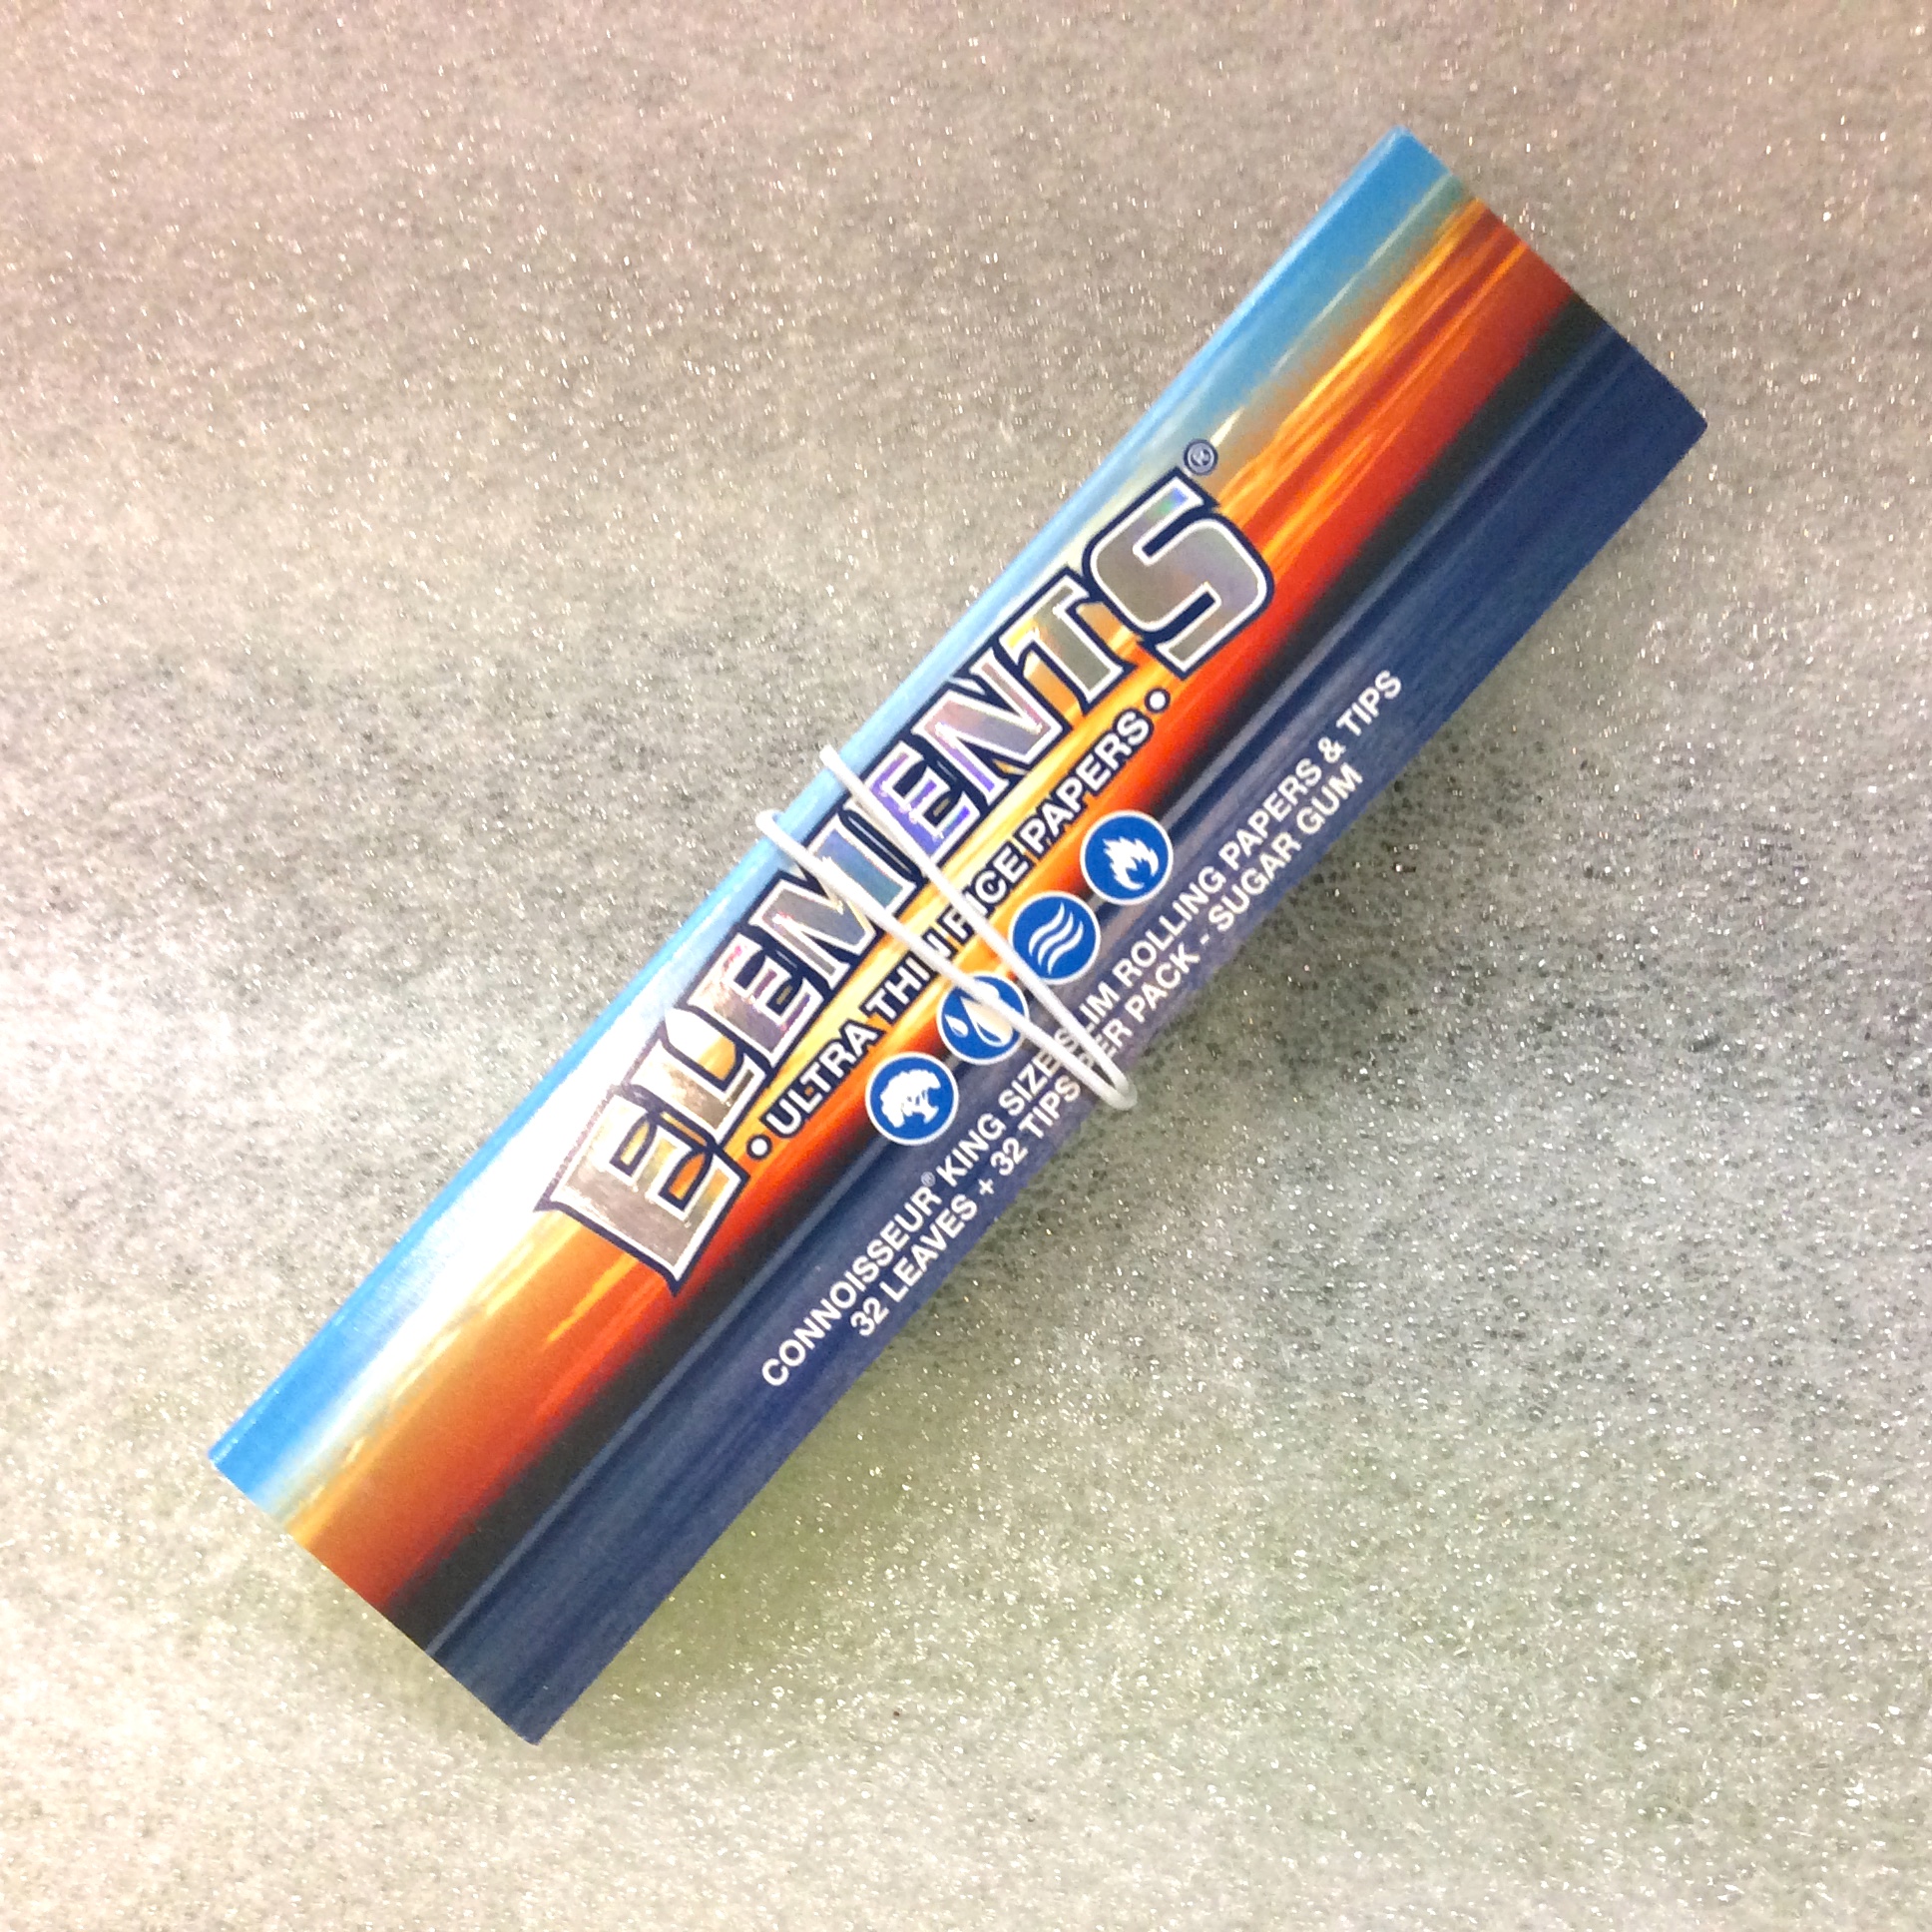 ELEMENTS®
• ULTRA THIN RICE PAPERS •
CONNOISSEUR® KING SIZE SLIM ROLLING PAPERS & TIPS
32 LEAVES + 32 TIPS PER PACK - SUGAR GUM